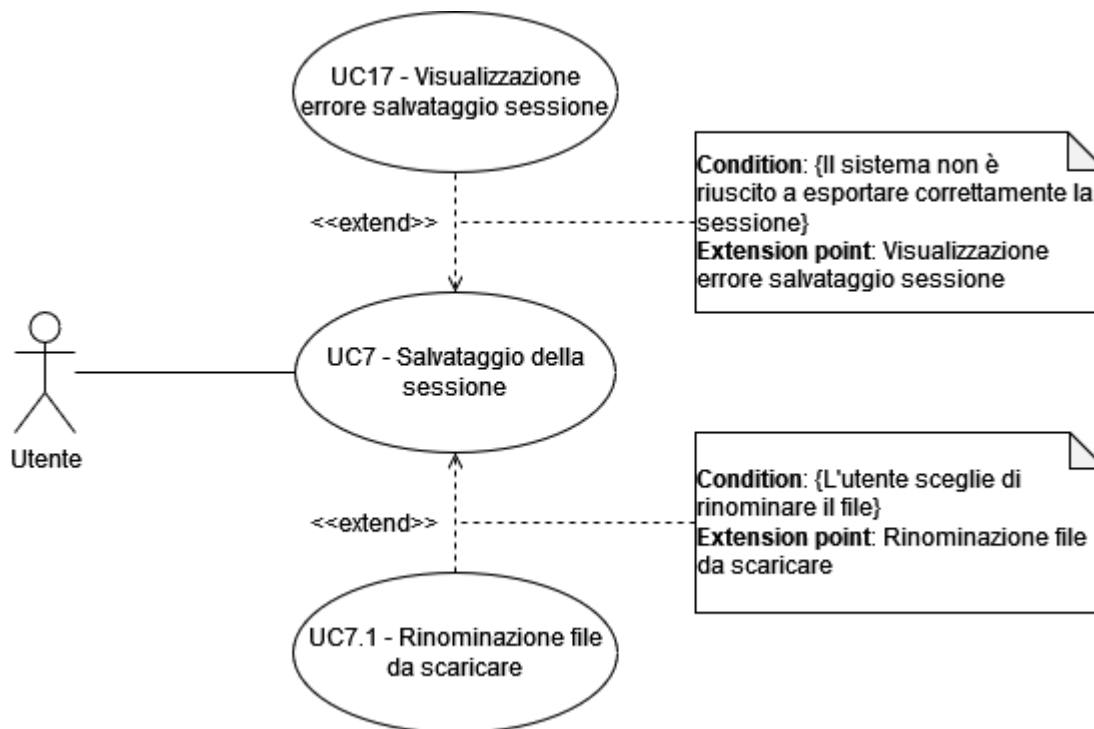 UC17 - Visualizzazione
errore salvataggio sessione
Condition: {Il sistema non è
riuscito a esportare correttamente la
sessione}
Extension point: Visualizzazione
errore salvataggio sessione
<<extend>>
UC7 - Salvataggio della
sessione
Utente
Condition: {L'utente sceglie di
rinominare il file}
Extension point: Rinominazione file
da scaricare
<<extend>>
UC7.1 - Rinominazione file
da scaricare